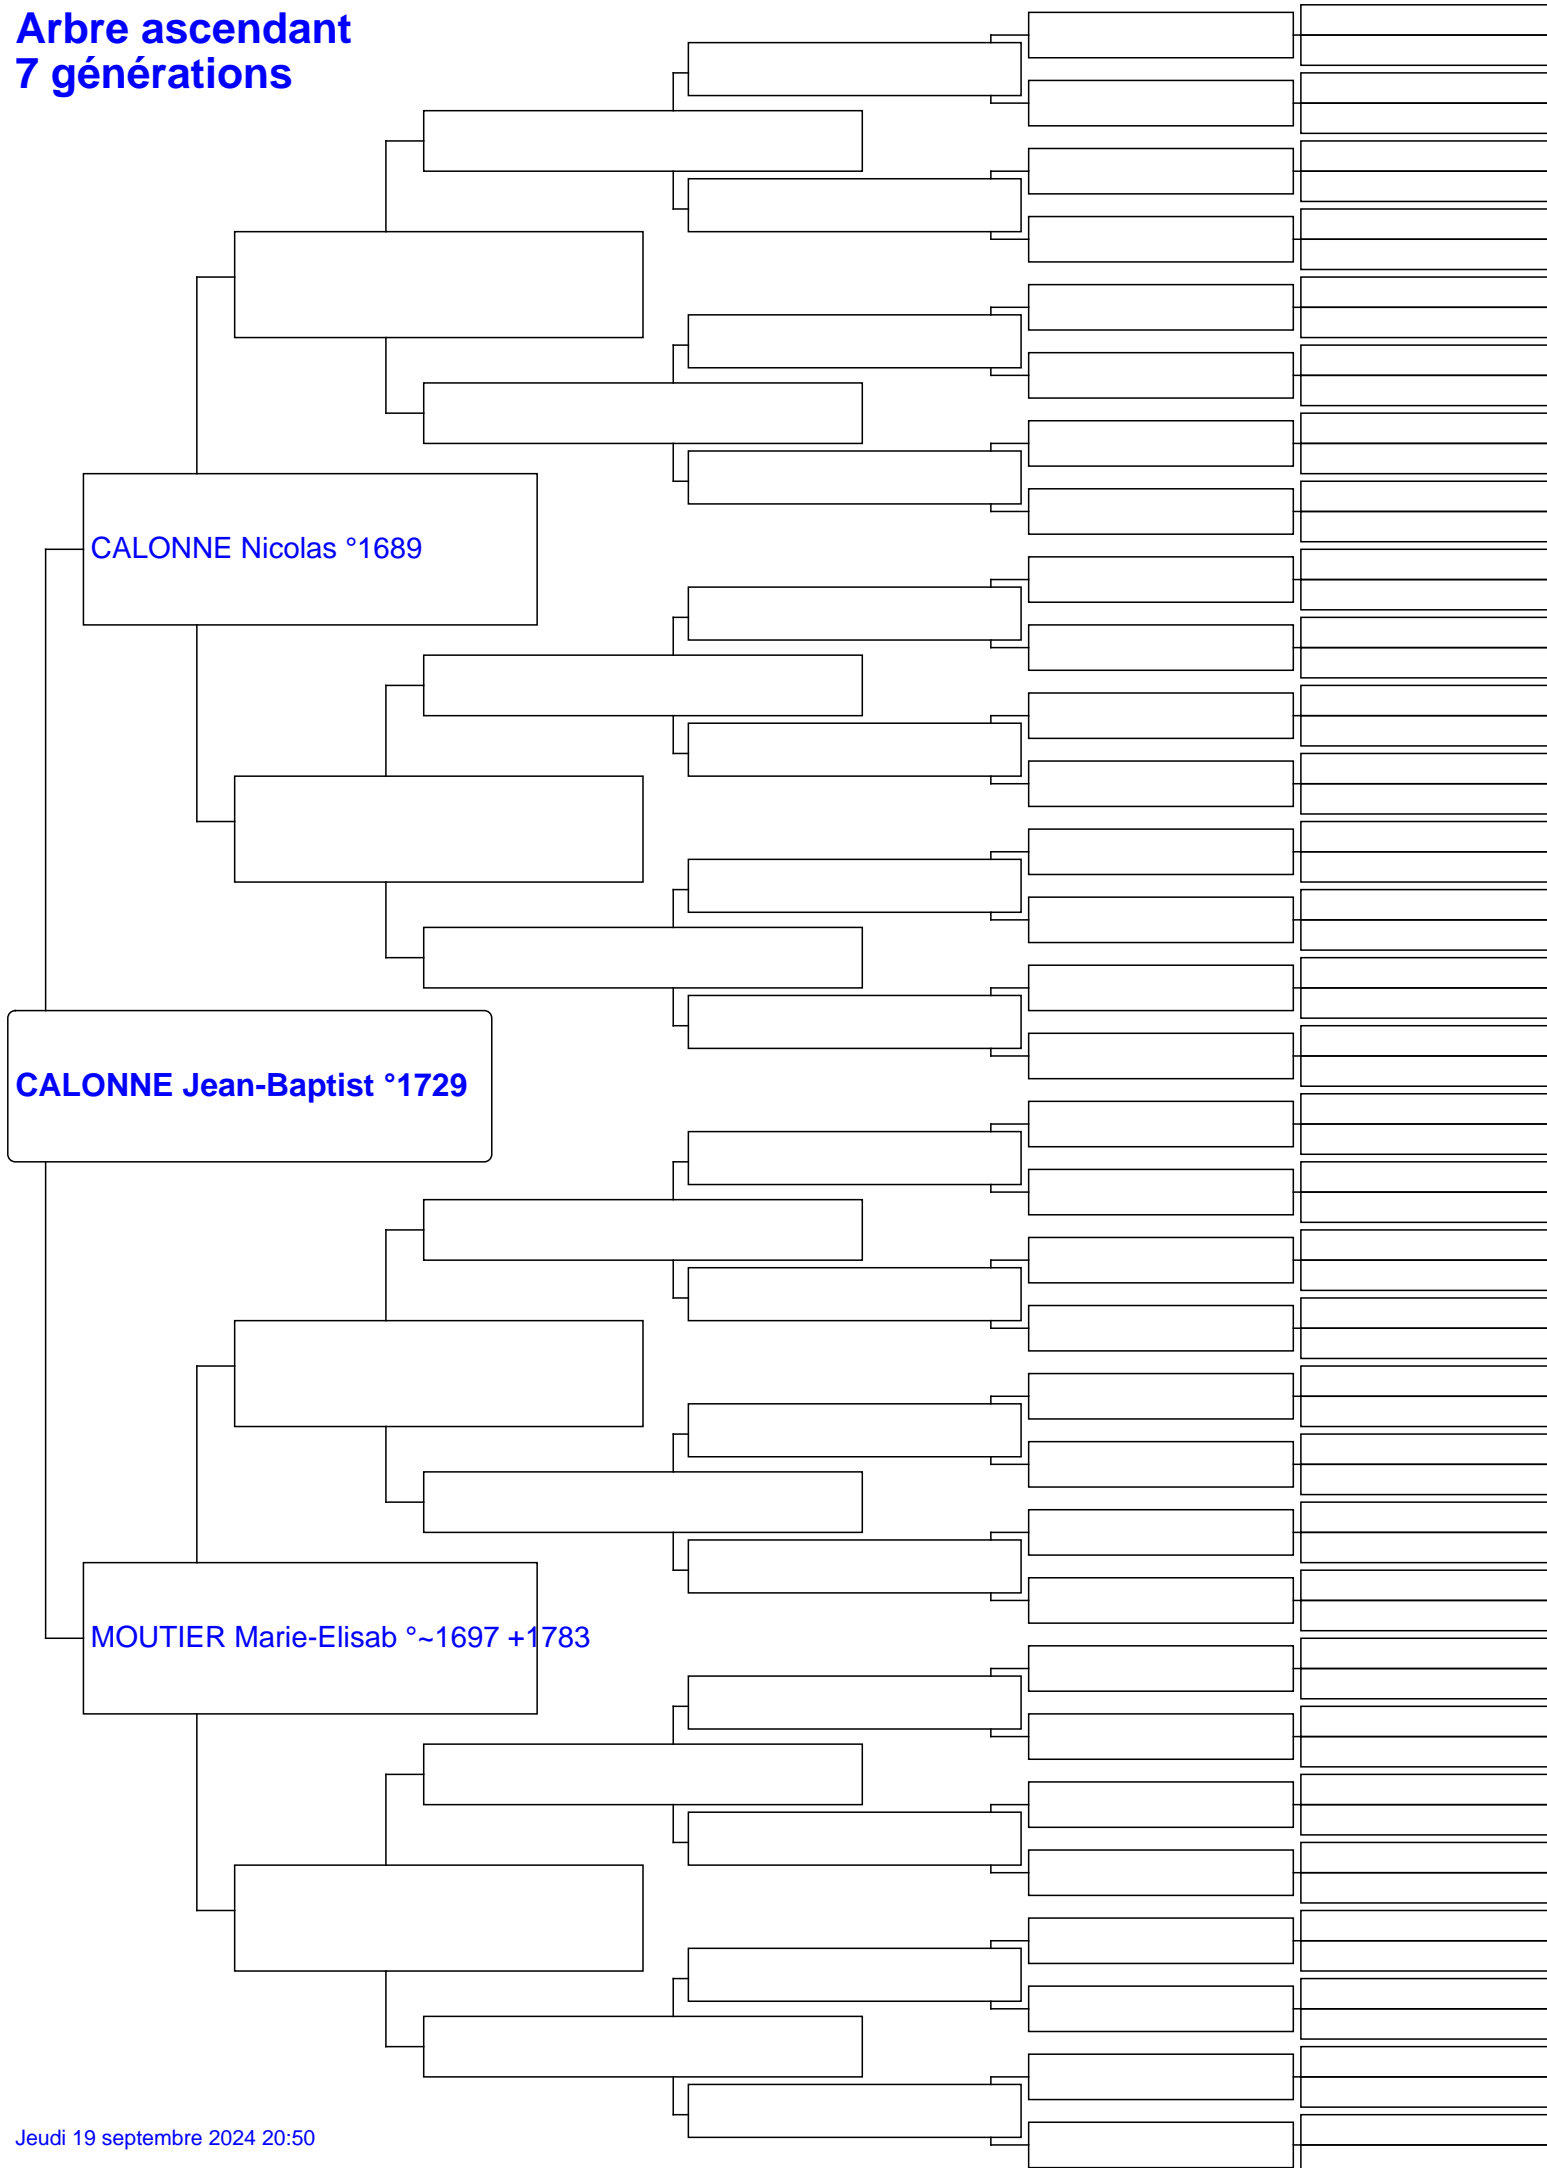 Arbre ascendant
7 générations
CALONNE Nicolas °1689
CALONNE Jean-Baptist °1729
MOUTIER Marie-Elisab °~1697 +1783
Jeudi 19 septembre 2024 20:50